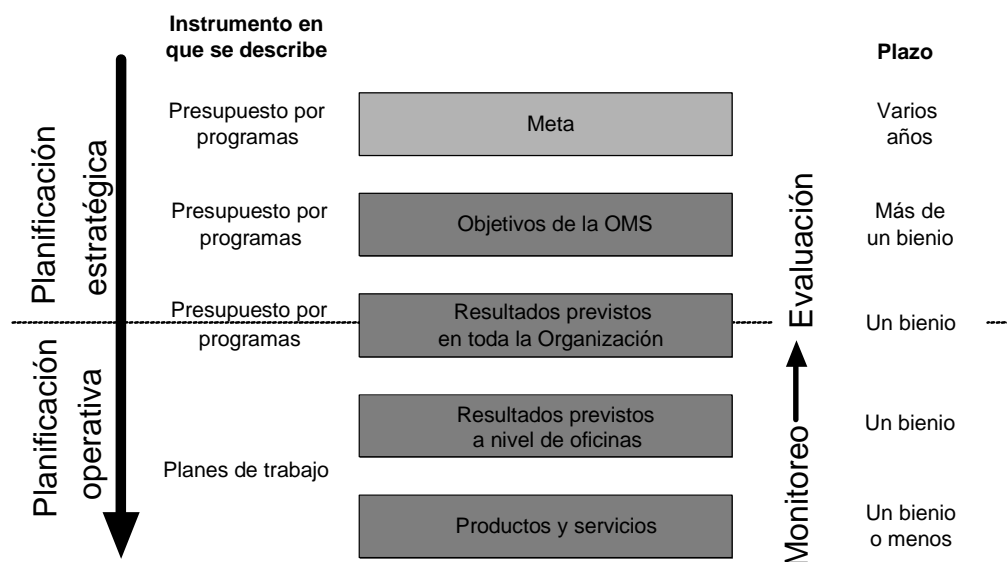 Instrumento en
que se describe
Plazo
Planificación
estratégica
Presupuesto por
programas
Meta
Varios
años
Presupuesto por
programas
Objetivos de la OMS
Más de
un bienio
Evaluación
Presupuesto por
programas
Resultados previstos
en toda la Organización
Un bienio
Planificación
operativa
Resultados previstos
a nivel de oficinas
Un bienio
Planes de trabajo
Monitoreo
Productos y servicios
Un bienio
o menos